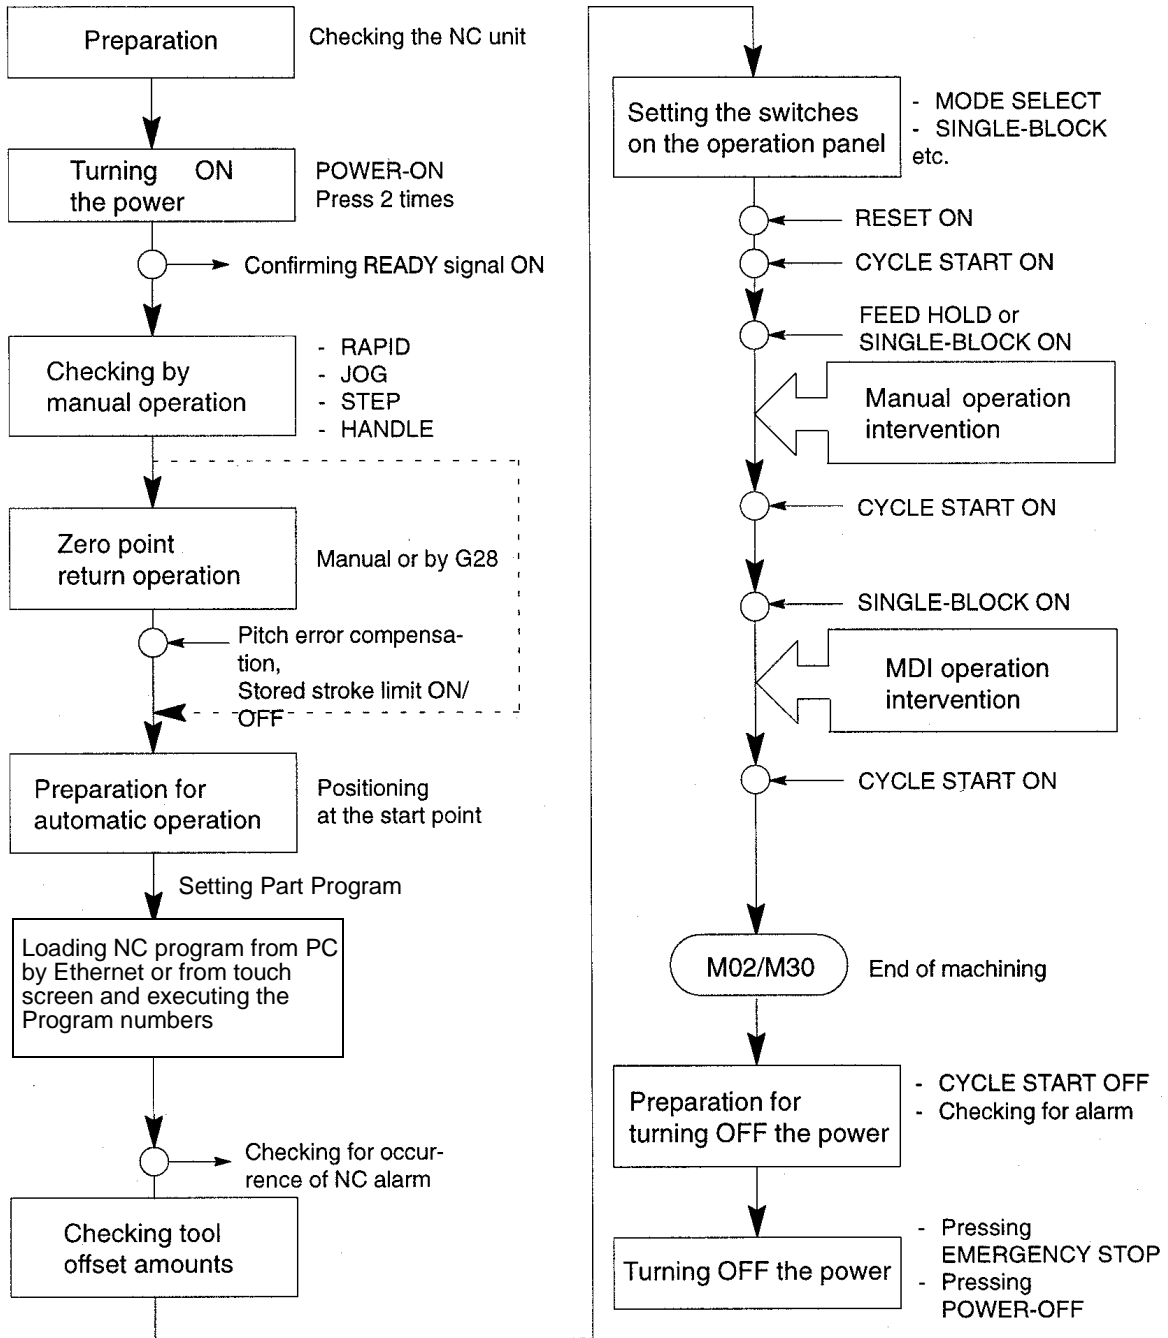 Preparation
Checking the NC unit
Turning ON
the power
POWER-ON
Press 2 times
Confirming READY signal ON
Checking by
manual operation
- RAPID
- JOG
- STEP
- HANDLE
Zero point
return operation
Manual or by G28
Pitch error compensa-
tion,
Stored stroke limit ON/
OFF
Preparation for
automatic operation
Positioning
at the start point
Setting Part Program
Loading NC program from PC
by Ethernet or from touch
screen and executing the
Program numbers
Checking for occur-
rence of NC alarm
Checking tool
offset amounts
Setting the switches
on the operation panel
- MODE SELECT
- SINGLE-BLOCK
etc.
RESET ON
CYCLE START ON
FEED HOLD or
SINGLE-BLOCK ON
Manual operation
intervention
CYCLE START ON
SINGLE-BLOCK ON
MDI operation
intervention
CYCLE START ON
M02/M30
End of machining
Preparation for
turning OFF the power
- CYCLE START OFF
- Checking for alarm
Turning OFF the power
- Pressing
EMERGENCY STOP
- Pressing
POWER-OFF